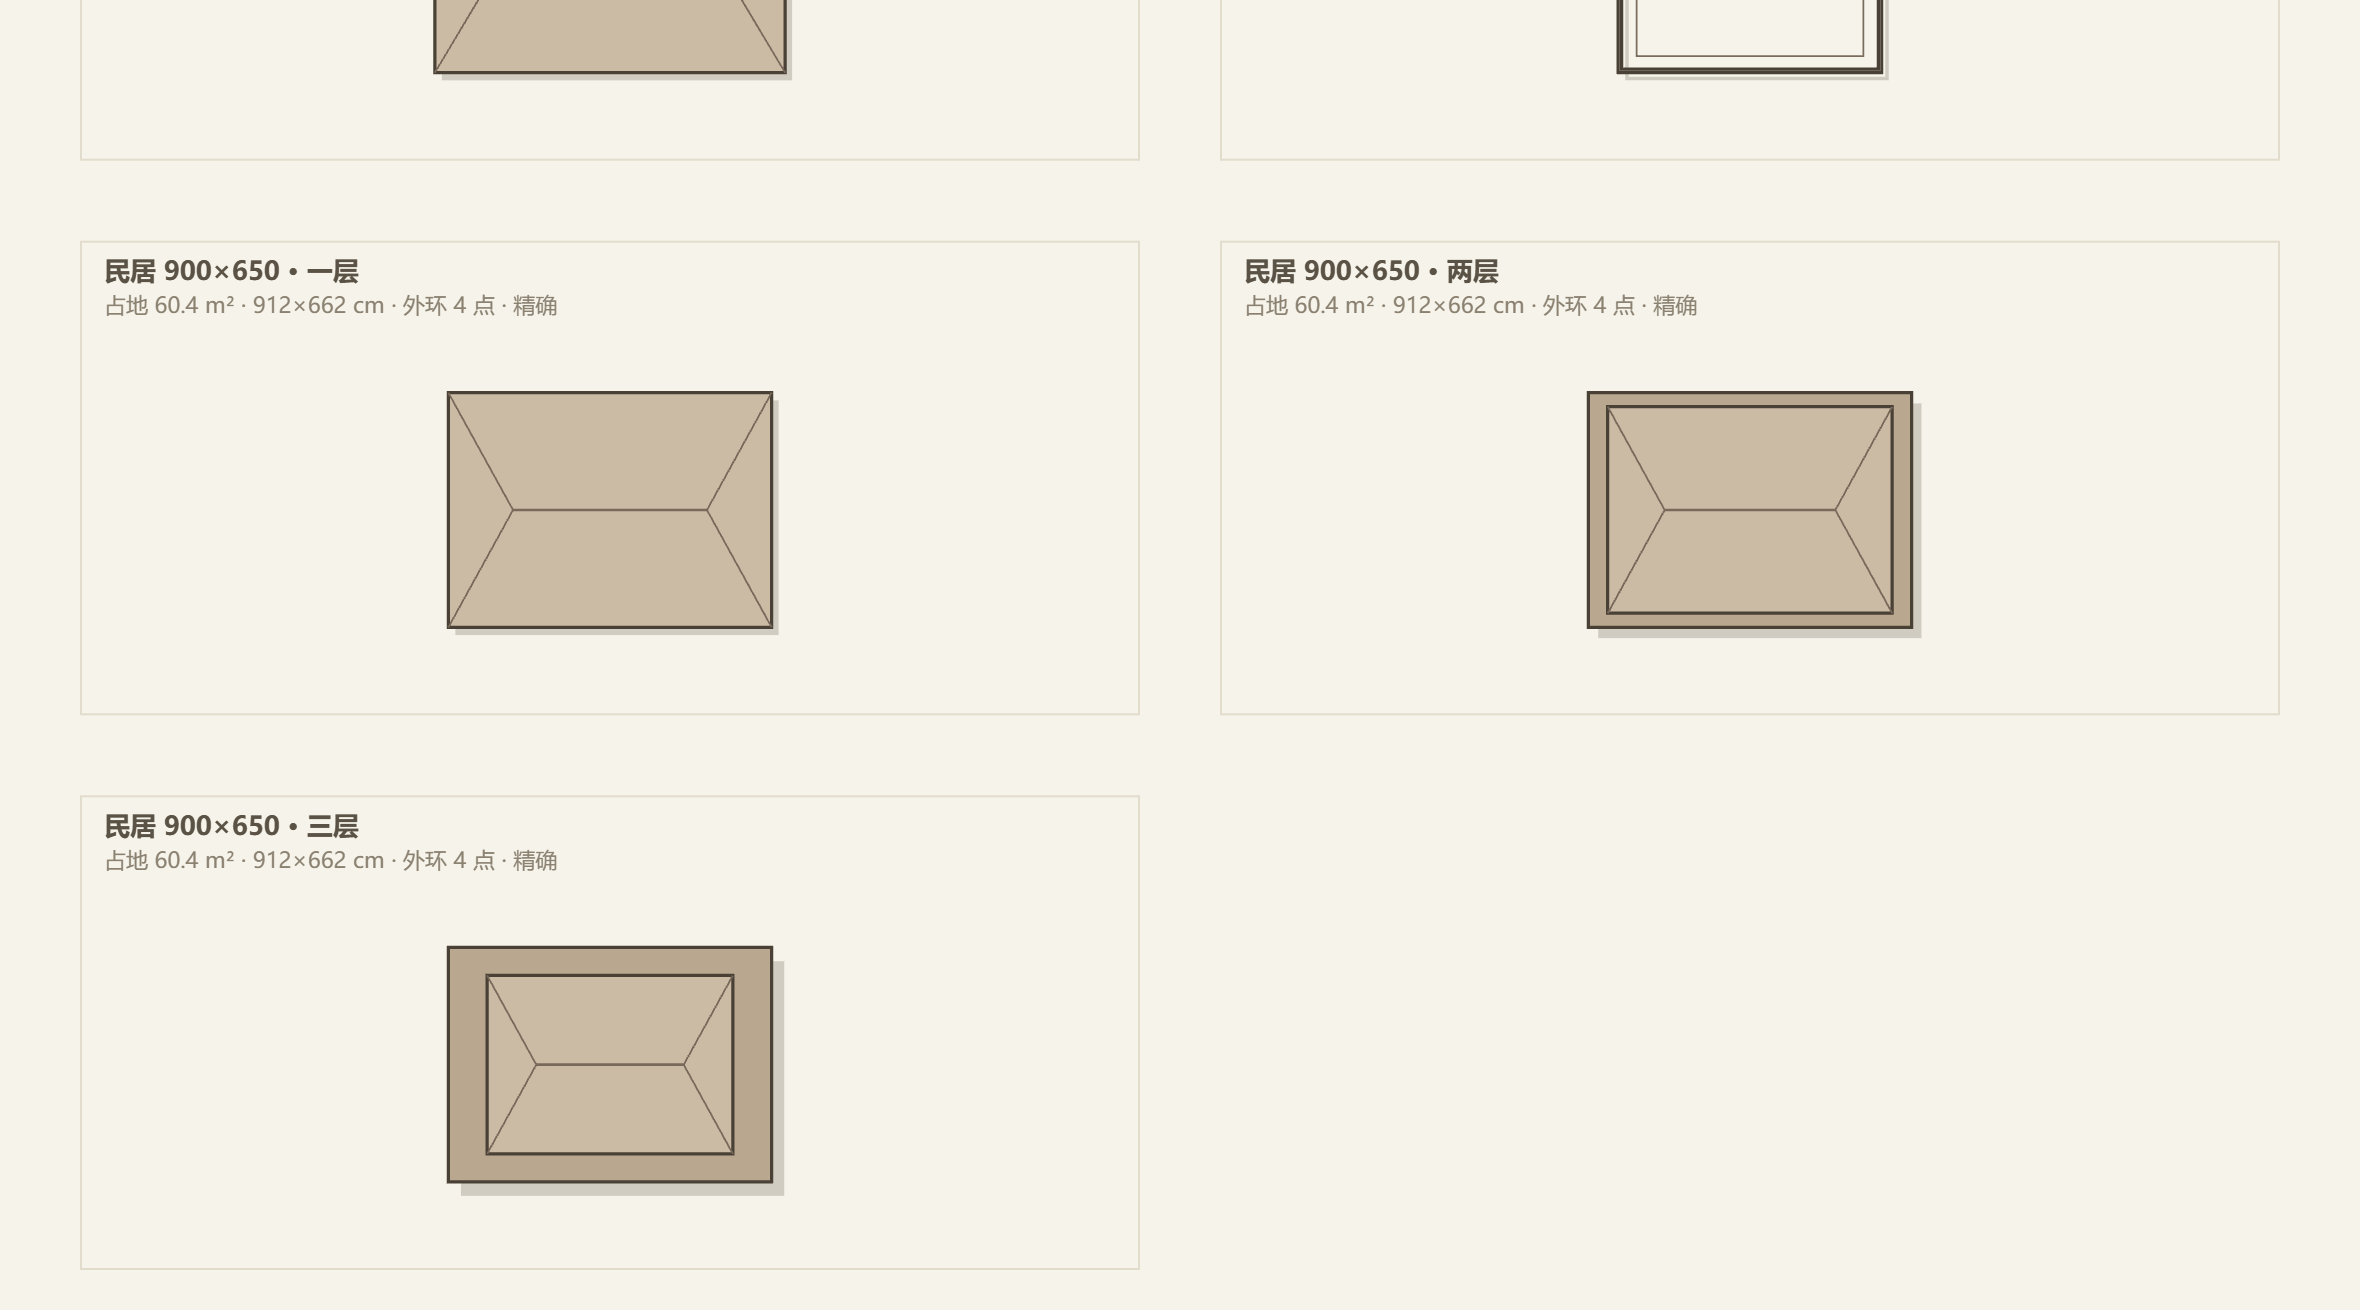 民居 900×650 • 一层
占地 60.4 m² · 912×662 cm · 外环 4 点 · 精确
民居 900×650 • 两层
占地 60.4 m² · 912×662 cm · 外环 4 点 · 精确
民居 900×650 • 三层
占地 60.4 m² · 912×662 cm · 外环 4 点 · 精确